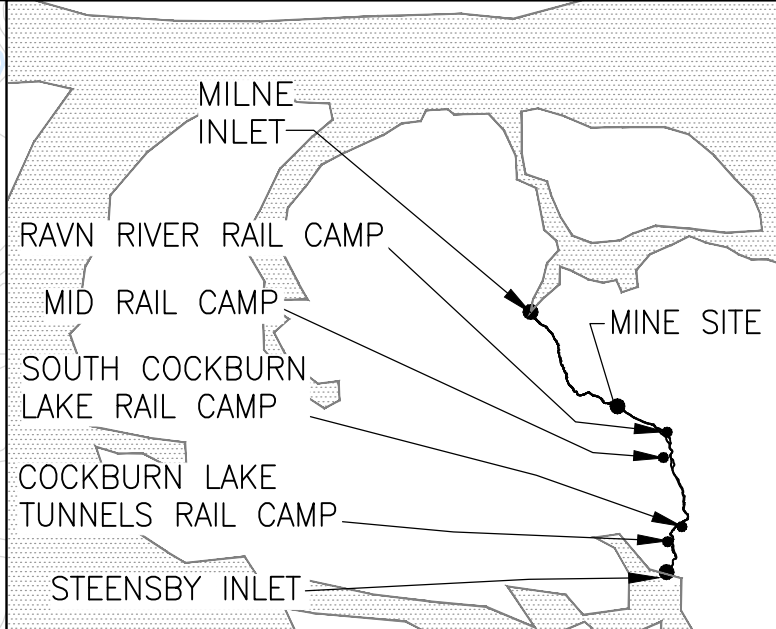 MILNE
INLET
RAVN RIVER RAIL CAMP
MID RAIL CAMP
MINE SITE
SOUTH COCKBURN
LAKE RAIL CAMP
COCKBURN LAKE
TUNNELS RAIL CAMP
STEENSBY INLET